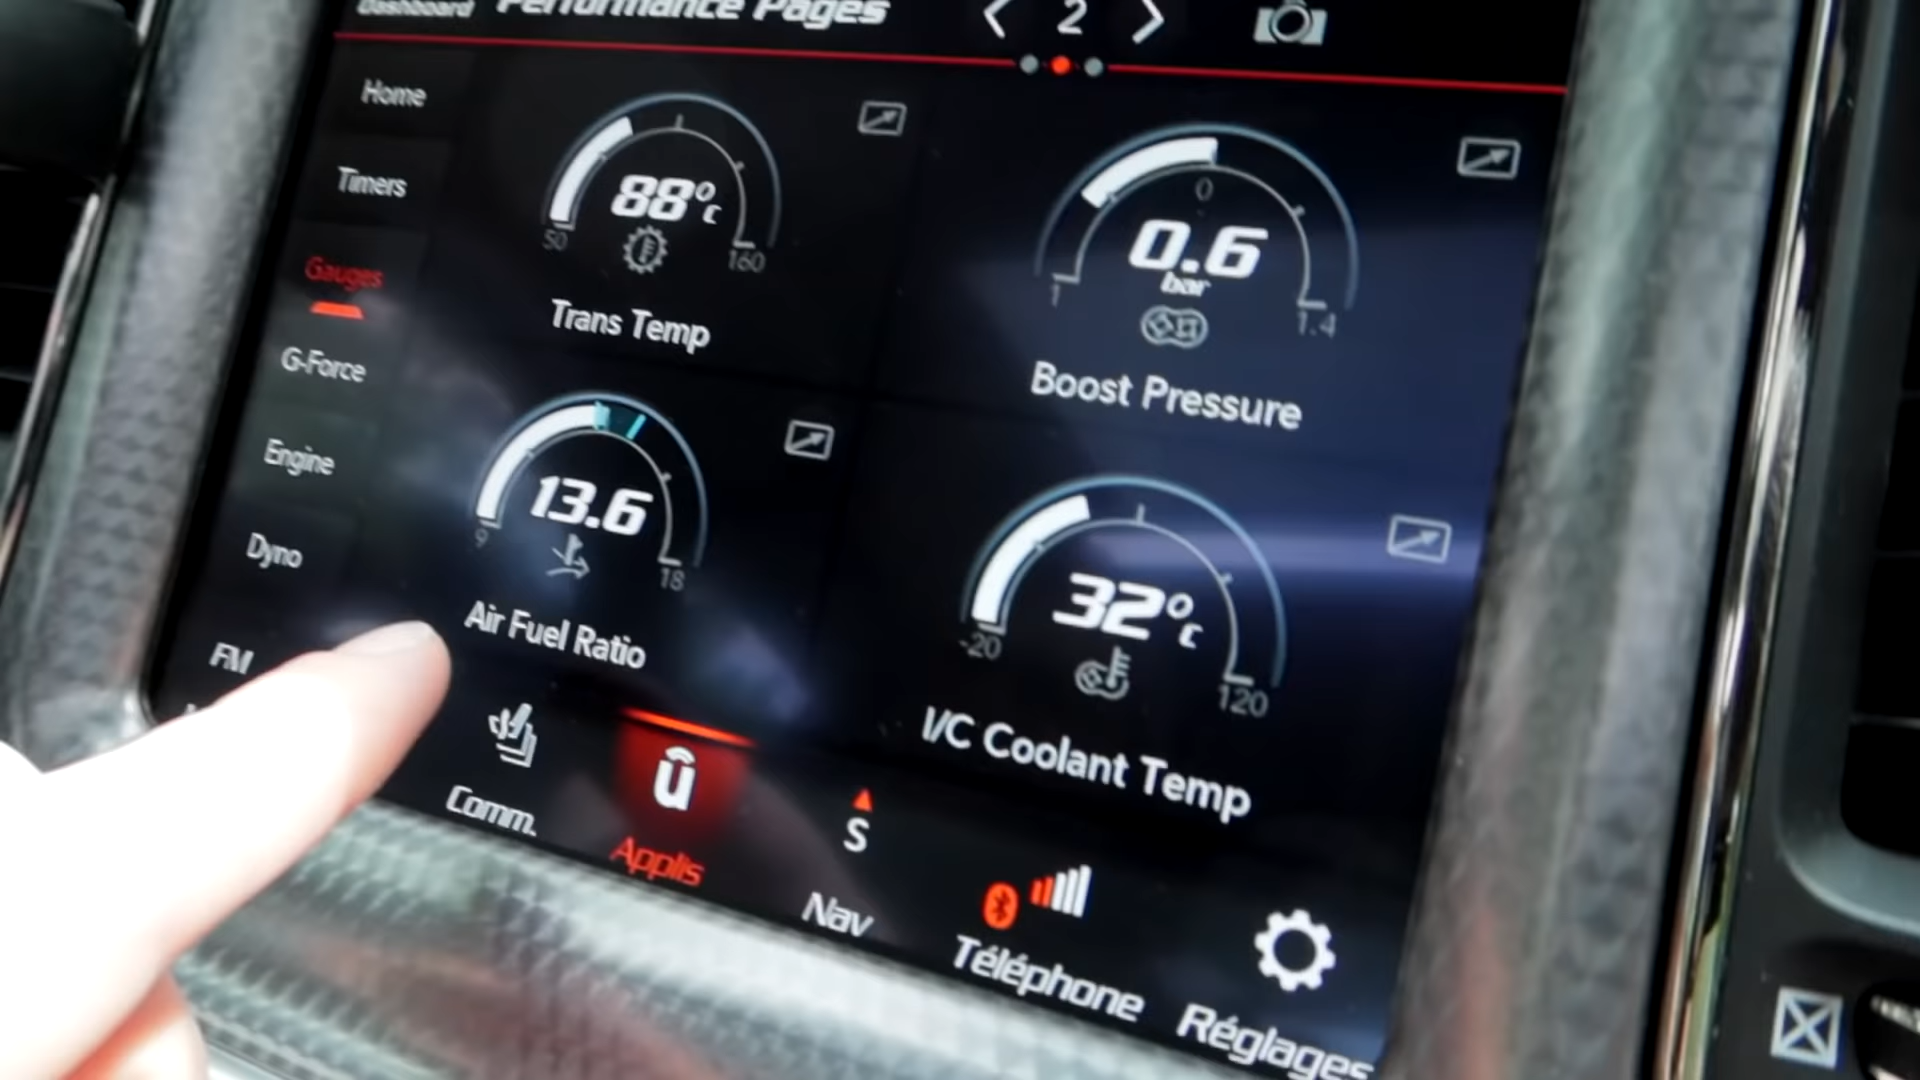 Dashboard Performance Pages 2
Home
Timers
Gauges
G-Force
Engine
Dyno
FM
50 88°C 160
Trans Temp
1 0 1.4
0.6
bar
Boost Pressure
9 13.6 18
Air Fuel Ratio
-20 32°C 120
I/C Coolant Temp
Comm.
û
Applis
S
Nav
Téléphone
Réglages